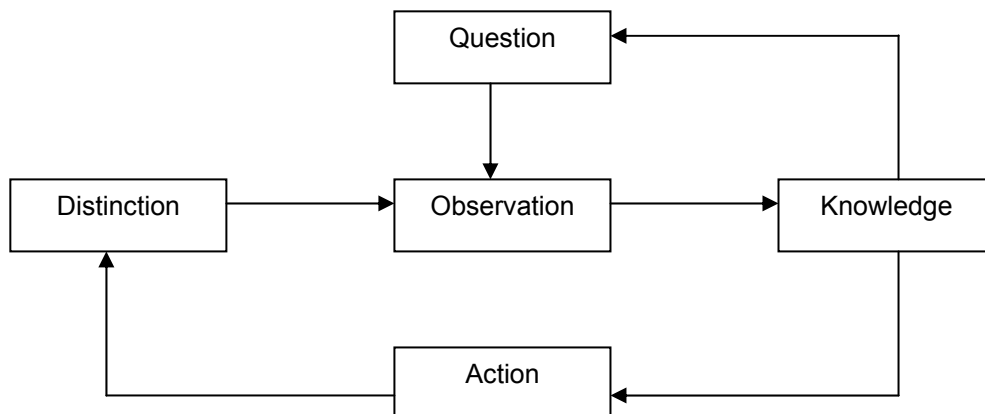 Question
Distinction
Observation
Knowledge
Action